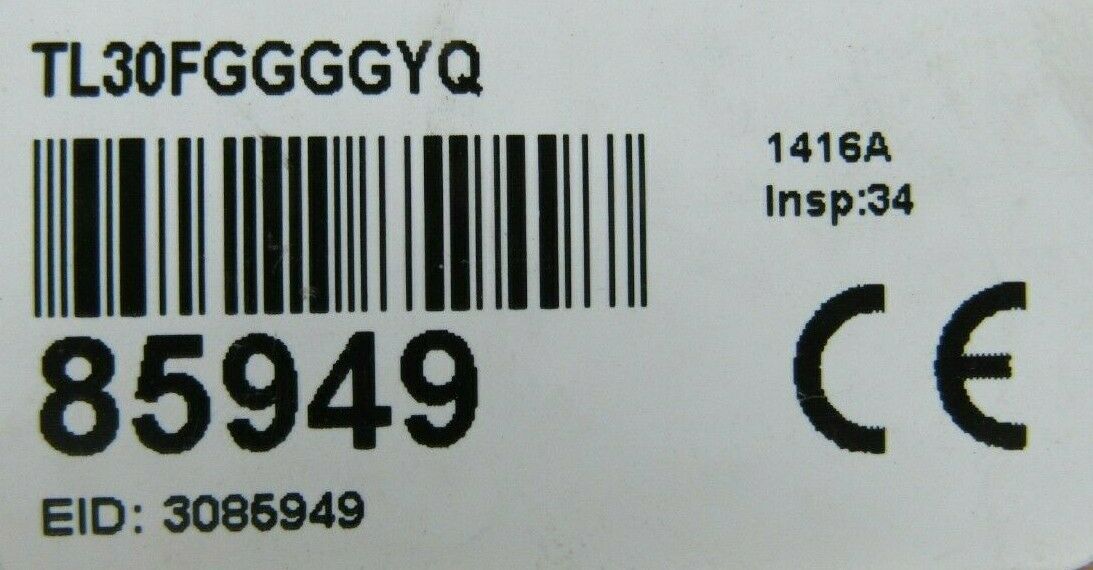 TL30FGGGGYQ
1416A
Insp:34
85949
CE
EID: 3085949